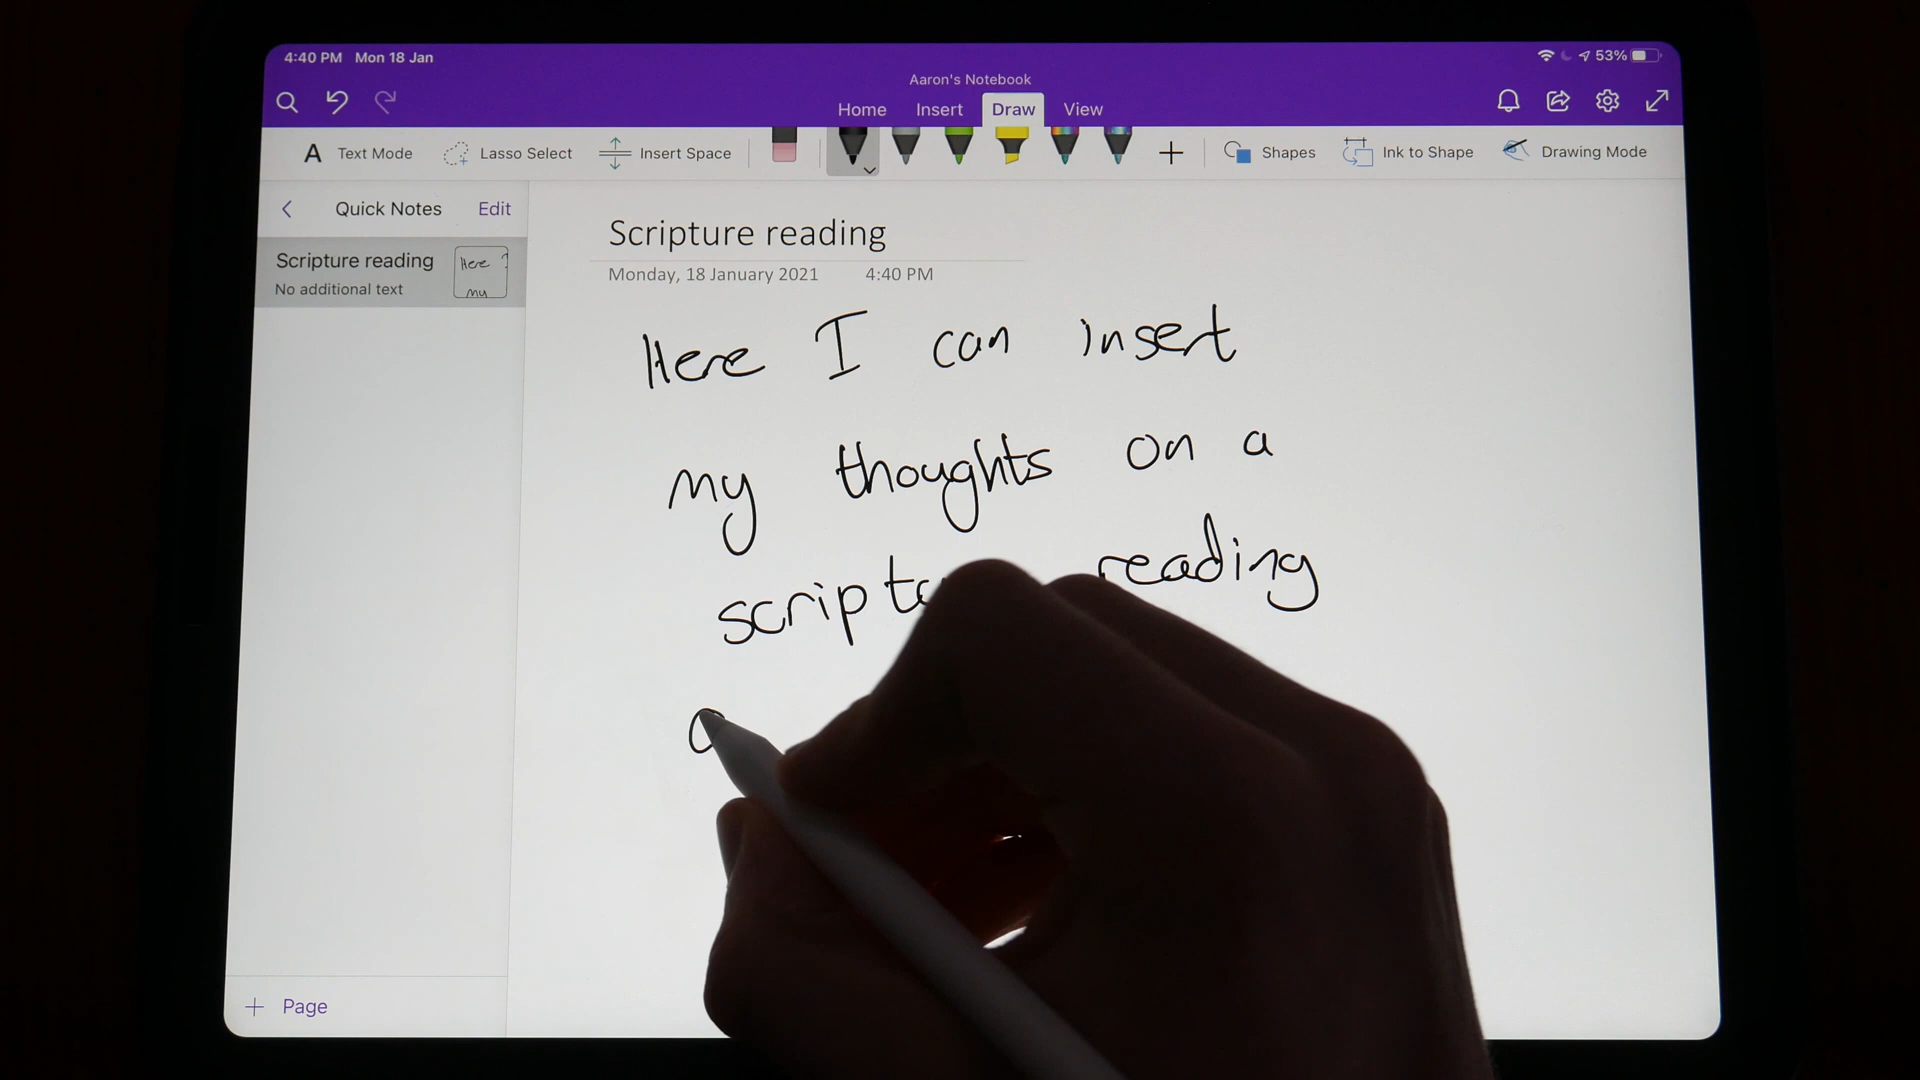 4:40 PM Mon 18 Jan
53%
Aaron's Notebook
Home Insert Draw View
A Text Mode Lasso Select Insert Space Shapes Ink to Shape Drawing Mode
Quick Notes Edit
Scripture reading
No additional text
Here I
my
Page
Scripture reading
Monday, 18 January 2021 4:40 PM
Here I can insert
my thoughts on a
reading